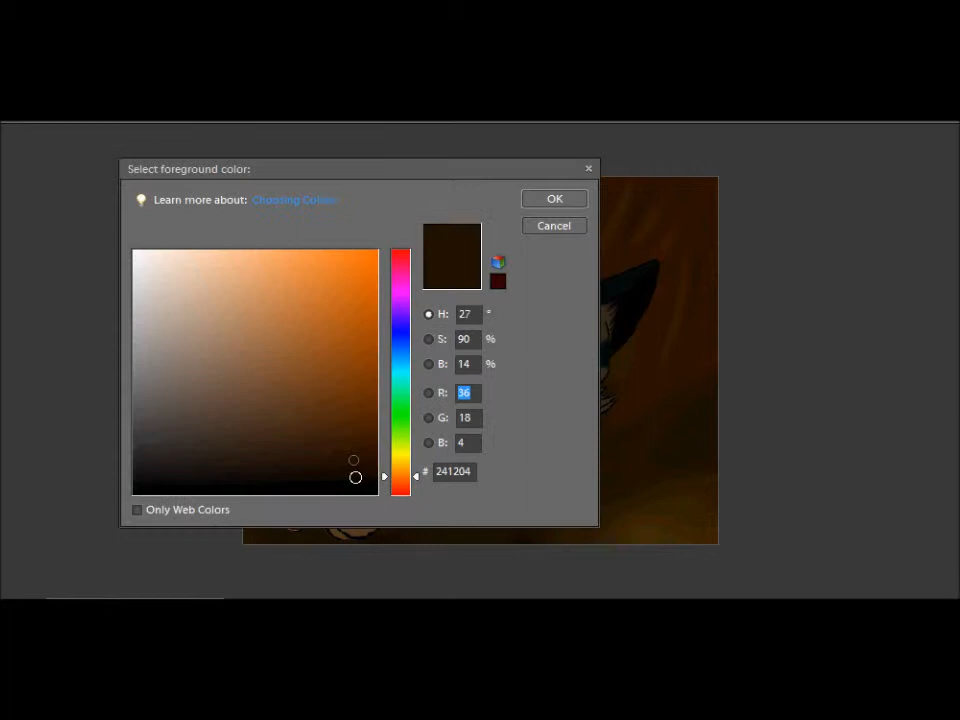 Select foreground color:
Learn more about: Choosing Color
OK
Cancel
H: 27 °
S: 90 %
B: 14 %
R: 36
G: 18
B: 4
# 241204
Only Web Colors